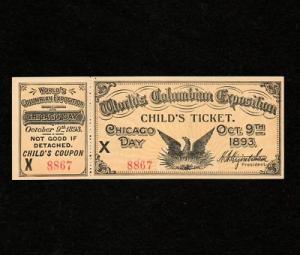 WORLD'S
COLUMBIAN EXPOSITION
CHICAGO DAY
October 9th 1893.
NOT GOOD IF
DETACHED.
CHILD'S COUPON
X 8867
World's Columbian Exposition
CHILD'S TICKET.
CHICAGO DAY
OCT. 9TH 1893.
X 8867
President.